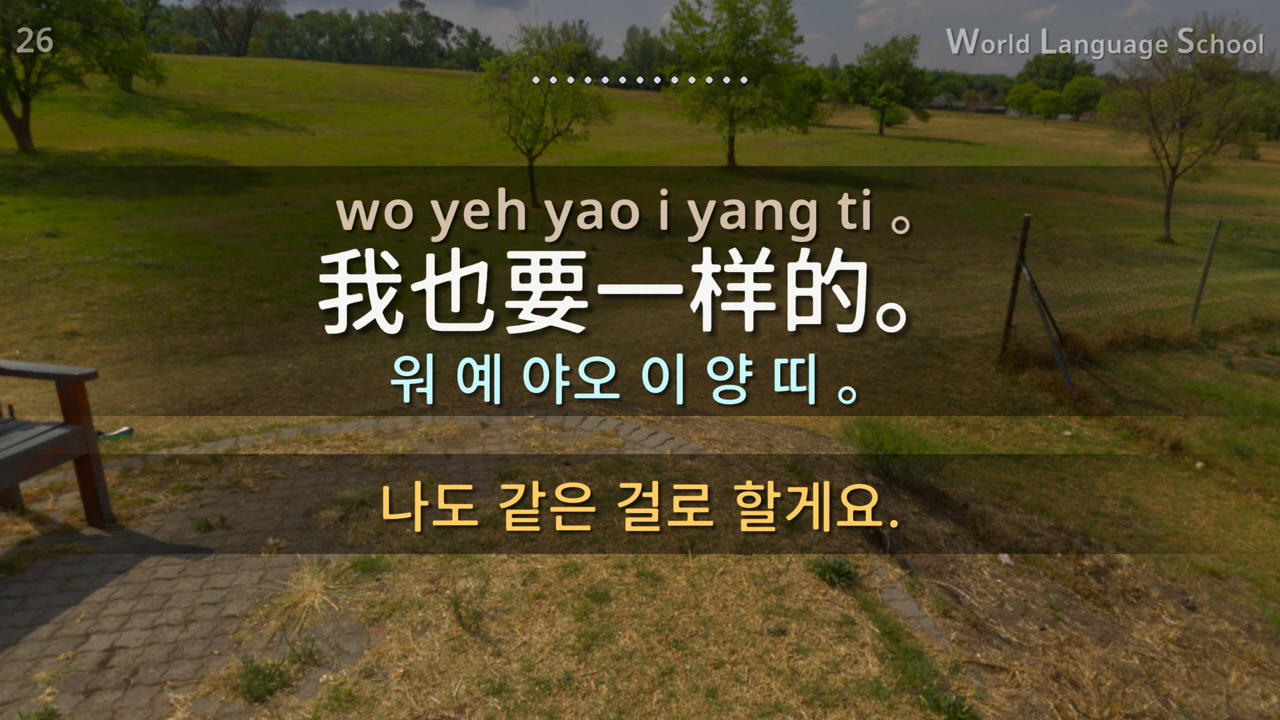 26
World Language School
wo yeh yao i yang ti 。
我也要一样的。
워 예 야오 이 양 띠 。
나도 같은 걸로 할게요.